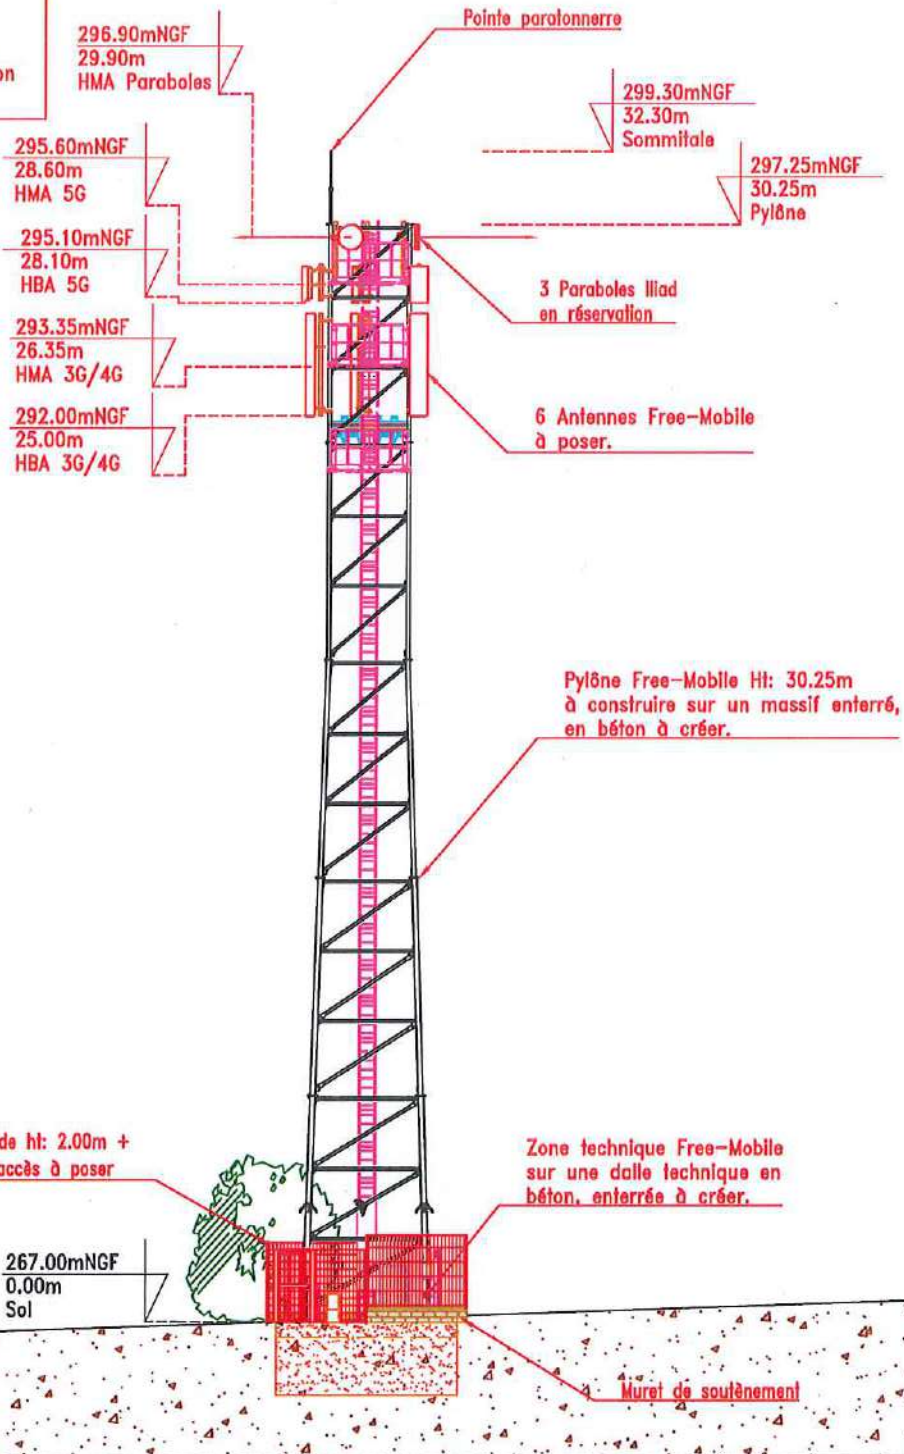 on
296.90mNGF
29.90m
HMA Paraboles
Pointe paratonnerre
299.30mNGF
32.30m
Sommitale
295.60mNGF
28.60m
HMA 5G
297.25mNGF
30.25m
Pylône
295.10mNGF
28.10m
HBA 5G
3 Paraboles Iliad
en réservation
293.35mNGF
26.35m
HMA 3G/4G
292.00mNGF
25.00m
HBA 3G/4G
6 Antennes Free-Mobile
à poser.
Pylône Free-Mobile Ht: 30.25m
à construire sur un massif enterré,
en béton à créer.
de ht: 2.00m +
accès à poser
Zone technique Free-Mobile
sur une dalle technique en
béton, enterrée à créer.
267.00mNGF
0.00m
Sol
Muret de soutènement